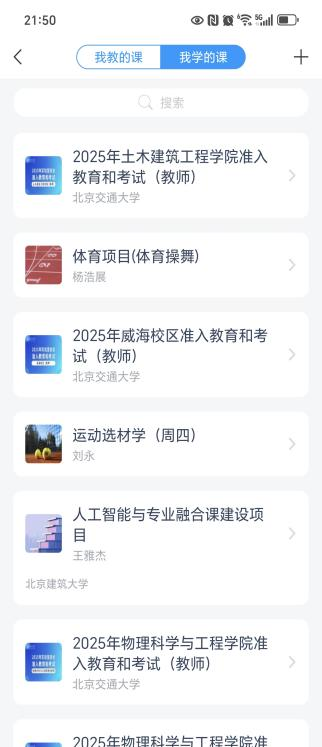 21:50
我教的课
我学的课
搜索
2025年土木建筑工程学院准入
教育和考试（教师）
北京交通大学
体育项目(体育操舞)
杨浩展
2025年威海校区准入教育和考
试（教师）
北京交通大学
运动选材学（周四）
刘永
人工智能与专业融合课建设项
目
王雅杰
北京建筑大学
2025年物理科学与工程学院准
入教育和考试（教师）
北京交通大学
2025年物理科学与工程学院准